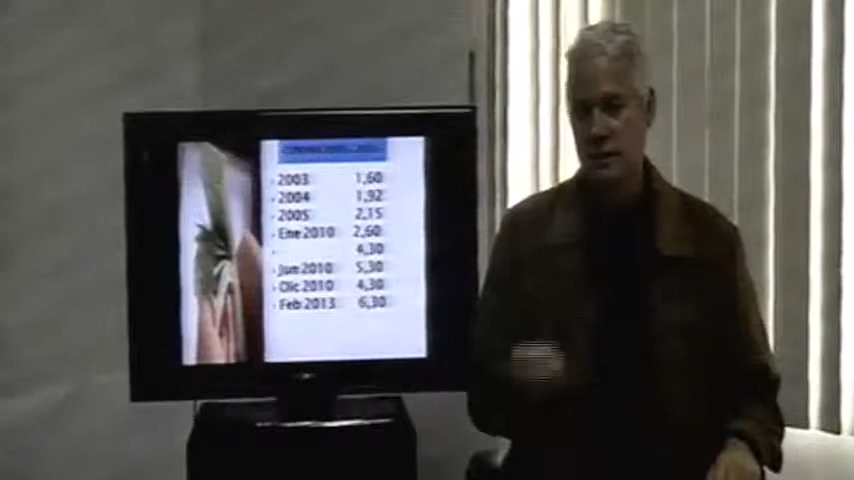 · 2003 1,60
· 2004 1,92
· 2005 2,15
· Ene 2010 2,60
· 4,30
· Jun 2010 5,30
· Dic 2010 4,30
· Feb 2013 6,30